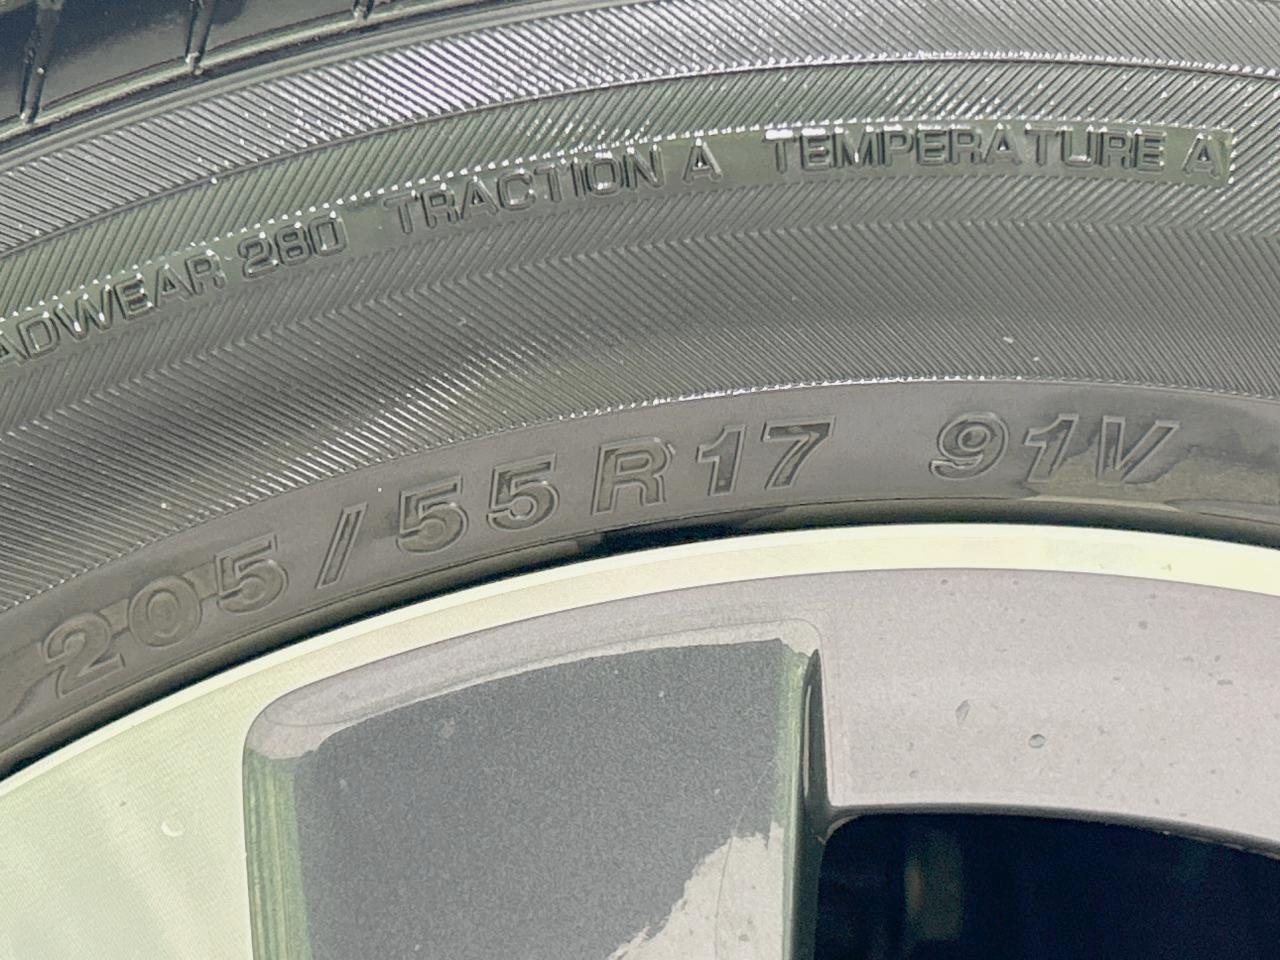 ADWEAR 280 TRACTION A TEMPERATURE A
205/55R17 91V